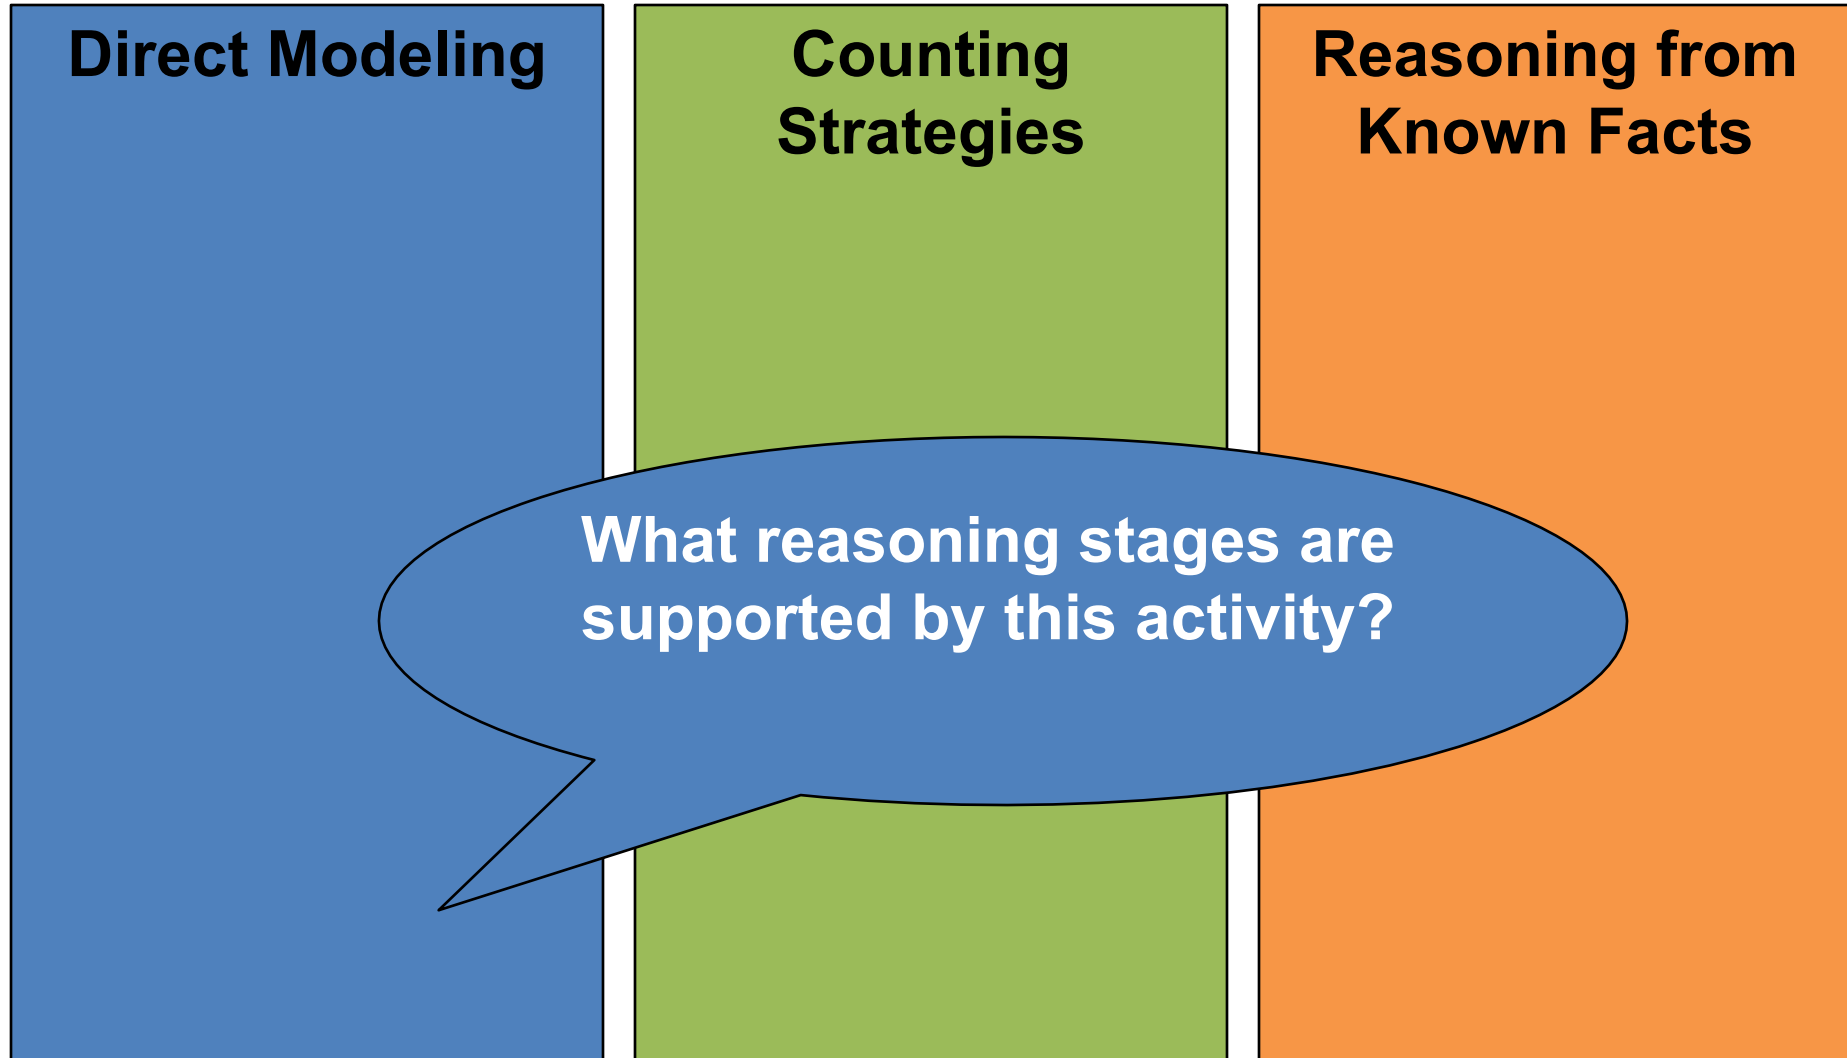 Direct Modeling
Counting
Strategies
Reasoning from
Known Facts
What reasoning stages are
supported by this activity?